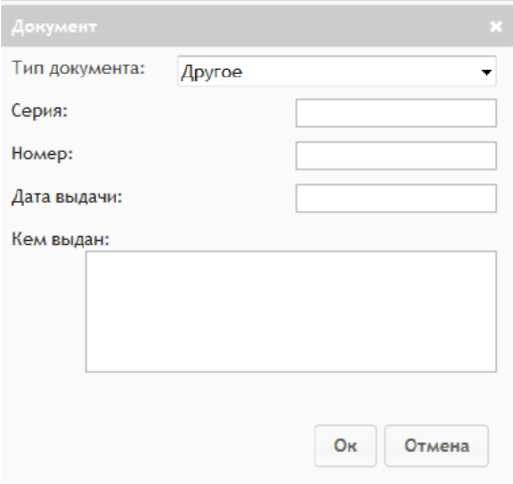 Документ
Тип документа: Другое
Серия:
Номер:
Дата выдачи:
Кем выдан:
Ок Отмена